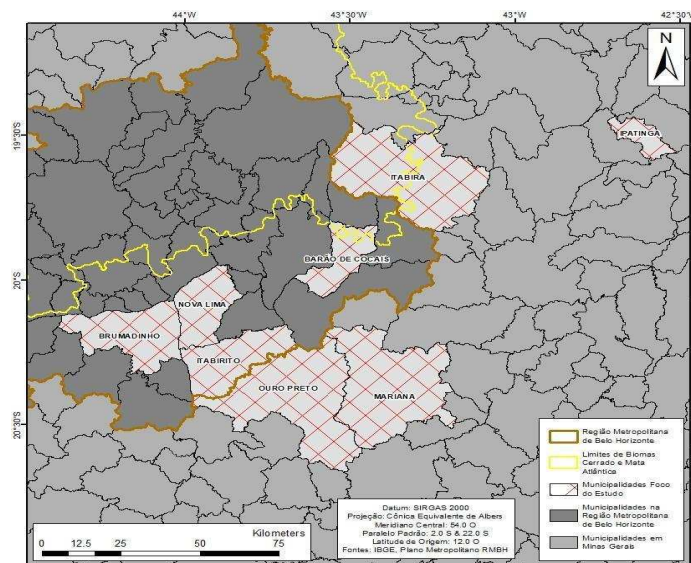 44°W
43°30'W
43°W
42°30'W
N
19°30'S
IPATINGA
ITABIRA
BARÃO DE COCAIS
20°S
NOVA LIMA
BRUMADINHO
ITABIRITO
OURO PRETO
MARIANA
20°30'S
Região Metropolitana
de Belo Horizonte
Limites de Biomas
Cerrado e Mata
Atlântica
Municipalidades Foco
do Estudo
Municipalidades na
Região Metropolitana
de Belo Horizonte
Municipalidades em
Minas Gerais
Datum: SIRGAS 2000
Projeção: Cônica Equivalente de Albers
Meridiano Central: 54.0 O
Paralelo Padrão: 2.0 S & 22.0 S
Latitude de Origem: 12.0 O
Fontes: IBGE, Plano Metropolitano RMBH
Kilometers
0 12.5 25 50 75